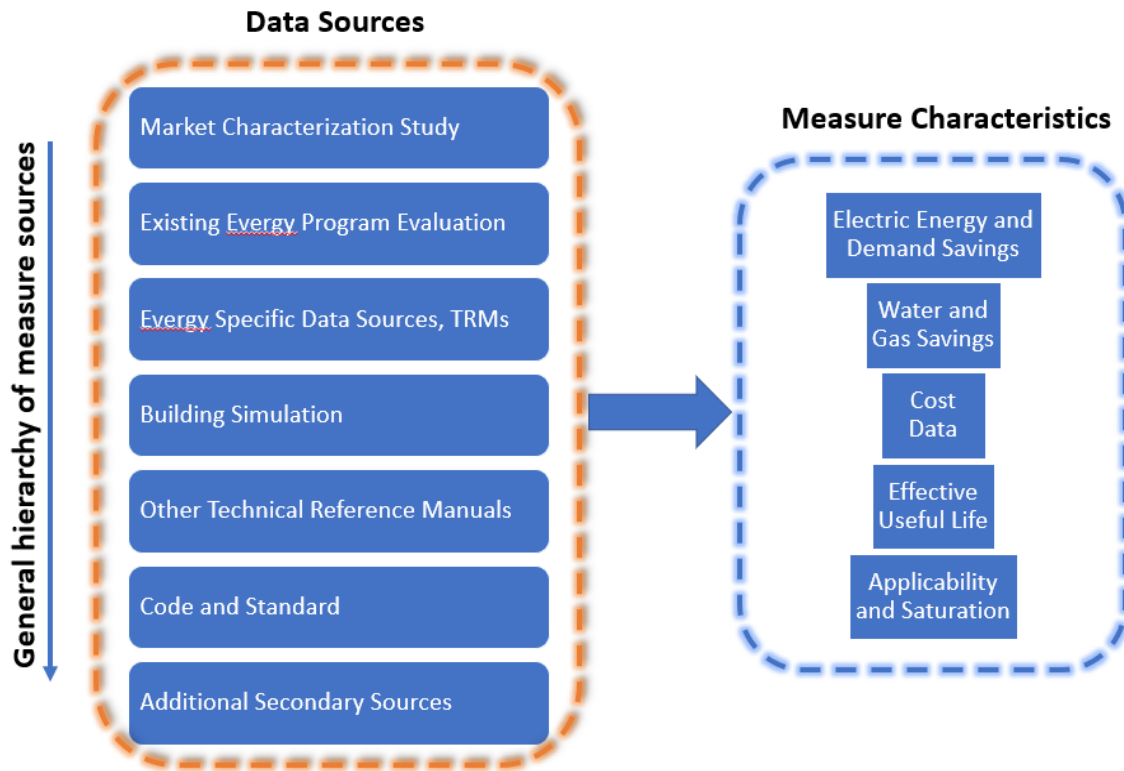 Data Sources
General hierarchy of measure sources
Market Characterization Study
Existing Evergy Program Evaluation
Evergy Specific Data Sources, TRMs
Building Simulation
Other Technical Reference Manuals
Code and Standard
Additional Secondary Sources
Measure Characteristics
Electric Energy and
Demand Savings
Water and
Gas Savings
Cost
Data
Effective
Useful Life
Applicability
and Saturation